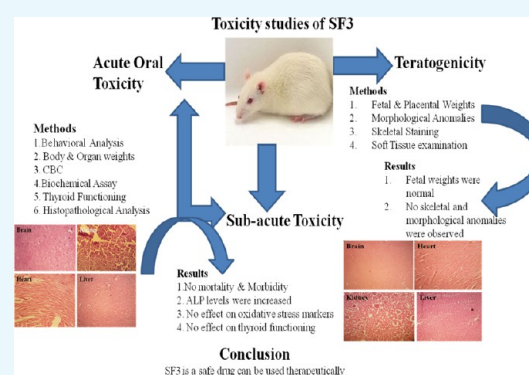 Toxicity studies of SF3
Acute Oral
Toxicity
Methods
1.Behavioral Analysis
2. Body & Organ weights
3. CBC
4.Biochemical Assay
5. Thyroid Functioning
6. Histopathological Analysis
Brain
Heart
Liver
Teratogenicity
Methods
1. Fetal & Placental Weights
2. Morphological Anomalies
3. Skeletal Staining
4. Soft Tissue examination
Results
1. Fetal weights were
normal
2 No skeletal and
morphological anomalies
were observed
Brain
Heart
Kidney
Liver
Sub-acute Toxicity
Results
1.No mortality & Morbidity
2. ALP levels were increased
3. No effect on oxidative stress markers
4. No effect on thyroid functioning
Conclusion
SF3 is a safe drug can be used therapeutically